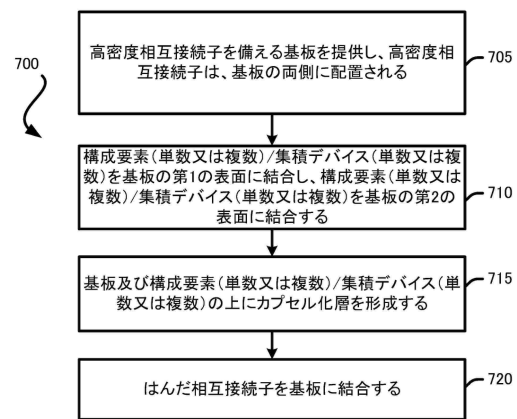 700
高密度相互接続子を備える基板を提供し、高密度相
互接続子は、基板の両側に配置される
705
構成要素(単数又は複数)/集積デバイス(単数又は複
数)を基板の第1の表面に結合し、構成要素(単数又は
複数)/集積デバイス(単数又は複数)を基板の第2の
表面に結合する
710
基板及び構成要素(単数又は複数)/集積デバイス(単
数又は複数)の上にカプセル化層を形成する
715
はんだ相互接続子を基板に結合する
720